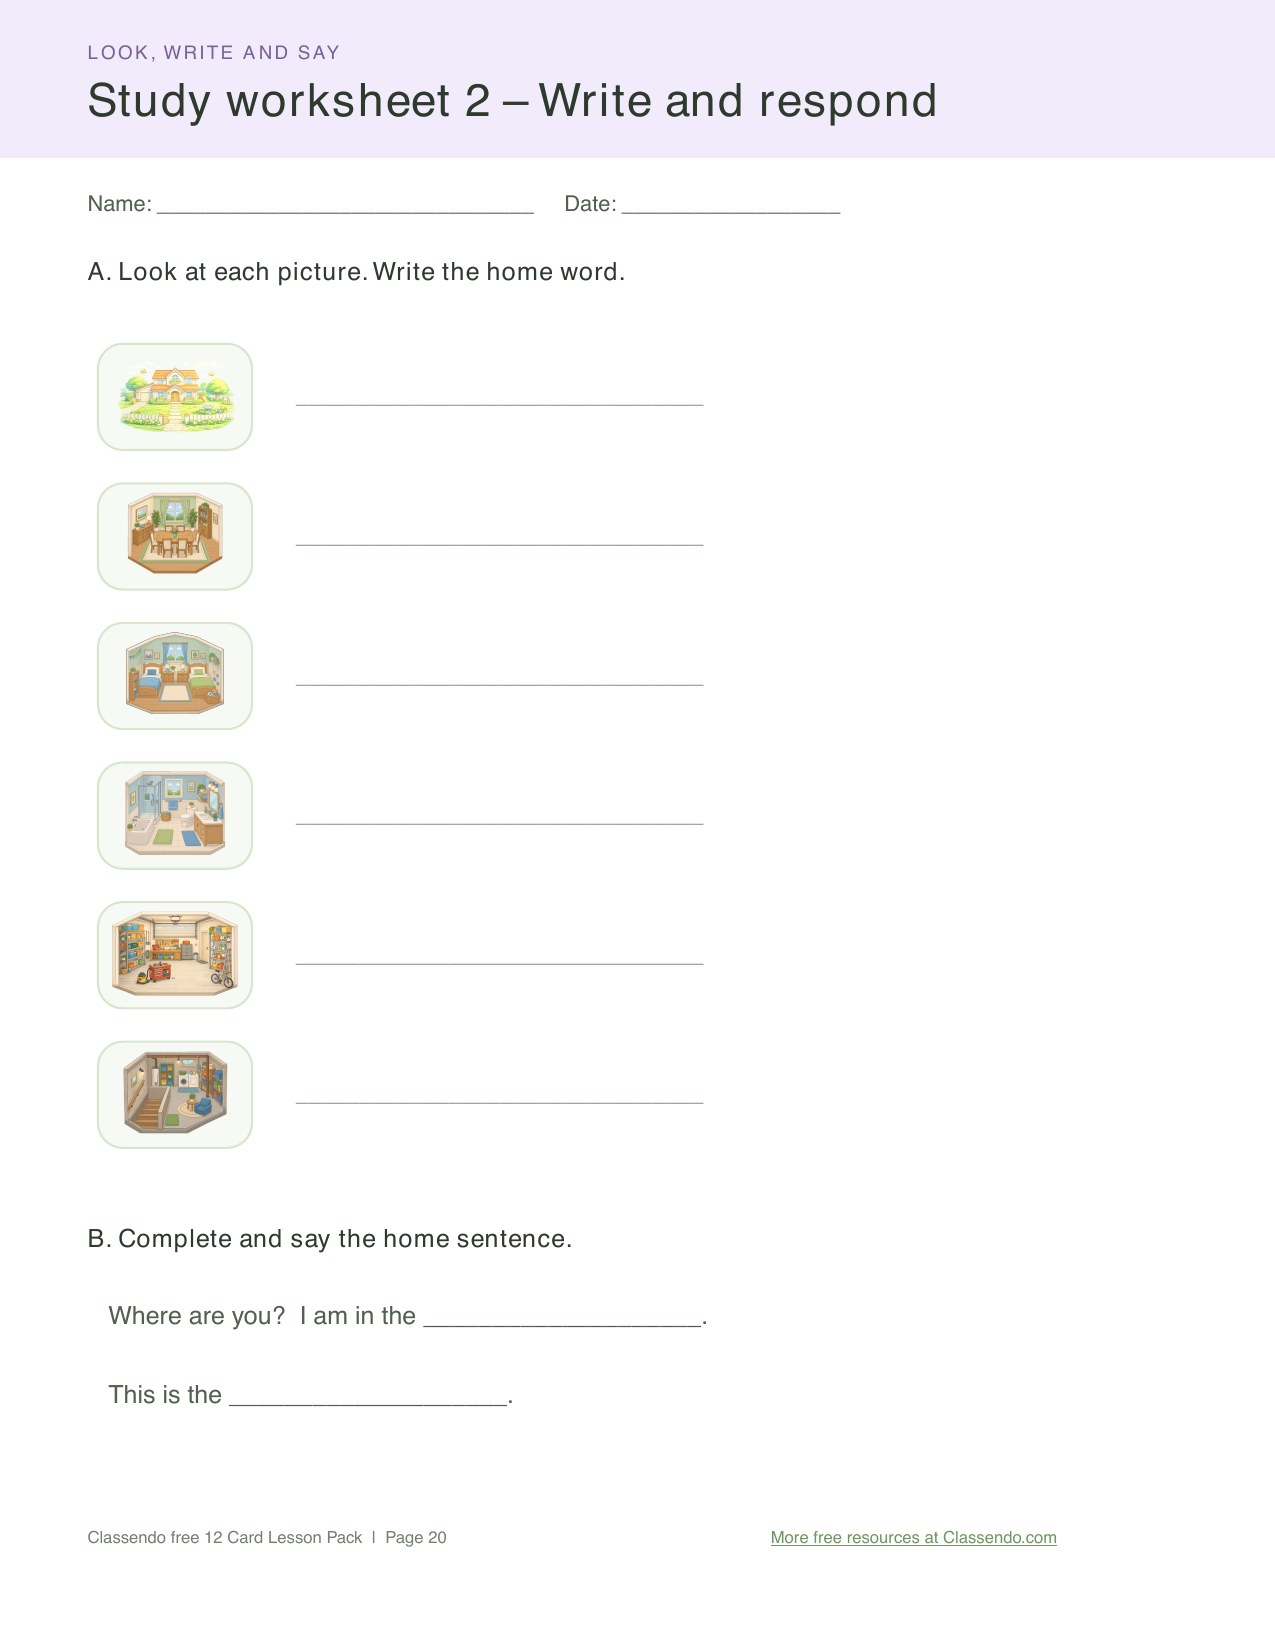 LOOK, WRITE AND SAY
Study worksheet 2 – Write and respond
Name: _______________________________ Date: __________________
A. Look at each picture. Write the home word.
B. Complete and say the home sentence.
Where are you?  I am in the ____________________.
This is the ____________________.
Classendo free 12 Card Lesson Pack | Page 20
More free resources at Classendo.com